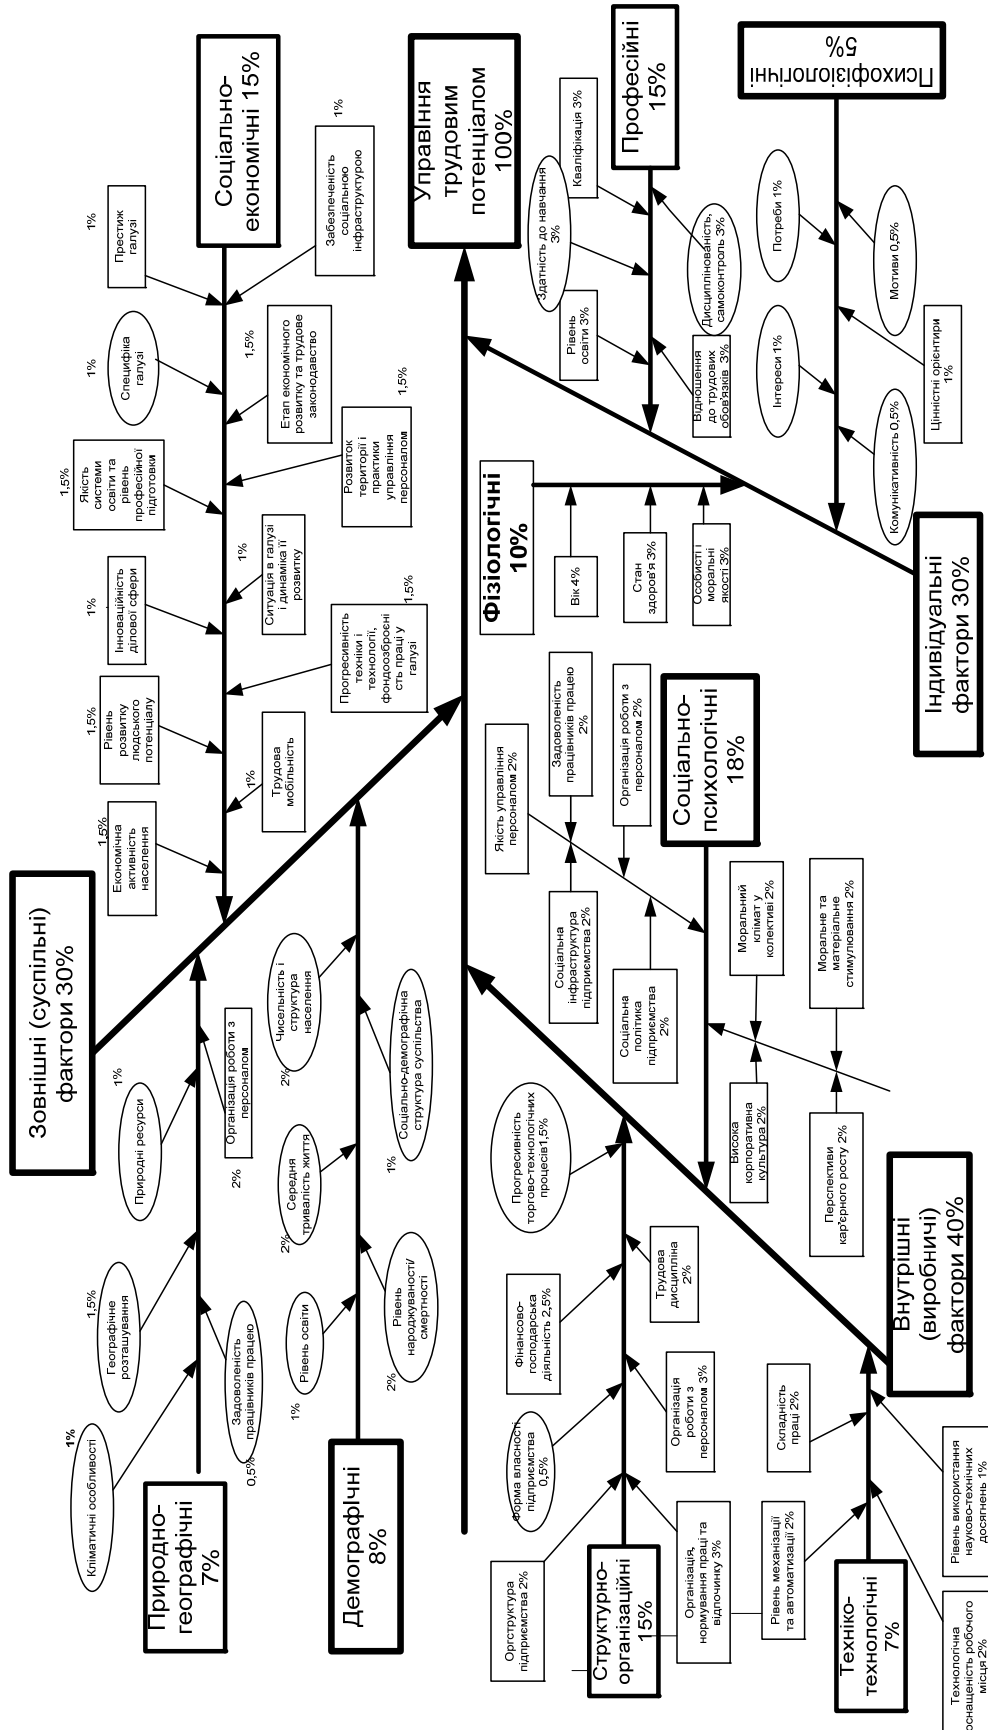 Зовнішні (суспільні)
фактори 30%
Природно-
географічні
7%
Кліматичні особливості
1%
Географічне
розташування
1,5%
Природні ресурси
1%
Задоволеність
працівників працею
0,5%
Організація роботи з
персоналом
2%
Демографічні
8%
Рівень освіти
1%
Середня
тривалість життя
2%
Чисельність і
структура
населення
2%
Рівень
народжуваності/
смертності
2%
Соціально-демографічна
структура суспільства
1%
Соціально-
економічні 15%
Економічна
активність
населення
1,5%
Рівень
розвитку
людського
потенціалу
1,5%
Інноваційність
ділової сфери
1%
Якість
системи
освіти та
рівень
професійної
підготовки
1,5%
Специфіка
галузі
1%
Престиж
галузі
1%
Трудова
мобільність
1%
Прогресивність
техніки і
технології,
фондоозброєні
сть праці у
галузі
1,5%
Ситуація в галузі
і динаміка її
розвитку
1%
Розвиток
території і
практики
управління
персоналом
1,5%
Етап економічного
розвитку та трудове
законодавство
1,5%
Забезпеченість
соціальною
інфраструктурою
1%
Управіння
трудовим
потенціалом
100%
Структурно-
організаційні
15%
Оргструктура
підприємства 2%
Форма власності
підприємства
0,5%
Фінансово-
господарська
діяльність 2,5%
Прогресивність
торгово-технологічних
процесів1,5%
Організація,
нормування праці та
відпочинку 3%
Організація
роботи з
персоналом 3%
Трудова
дисципліна
2%
Соціально-
психологічні
18%
Якість управління
персоналом 2%
Задоволеність
працівників працею
2%
Організація роботи з
персоналом 2%
Соціальна
інфраструктура
підприємства 2%
Соціальна
політика
підприємства
2%
Моральний
клімат у
колективі 2%
Моральне та
матеріальне
стимулювання 2%
Висока
корпоративна
культура 2%
Перспективи
кар'єрного росту 2%
Техніко-
технологічні
7%
Рівень механізації
та автоматизації 2%
Складність
праці 2%
Технологічна
оснащеність робочого
місця 2%
Рівень використання
науково-технічних
досягнень 1%
Внутрішні
(виробничі)
фактори 40%
Фізіологічні
10%
Вік 4%
Стан
здоров'я 3%
Особисті і
моральні
якості 3%
Професійні
15%
Рівень
освіти 3%
Здатність до навчання
3%
Кваліфікація 3%
Відношення
до трудових
обов'язків 3%
Дисциплінованість,
самоконтроль 3%
Психофізіологічні
5%
Інтереси 1%
Потреби 1%
Комунікативність 0,5%
Цінністні орієнтири
1%
Мотиви 0,5%
Індивідуальні
фактори 30%